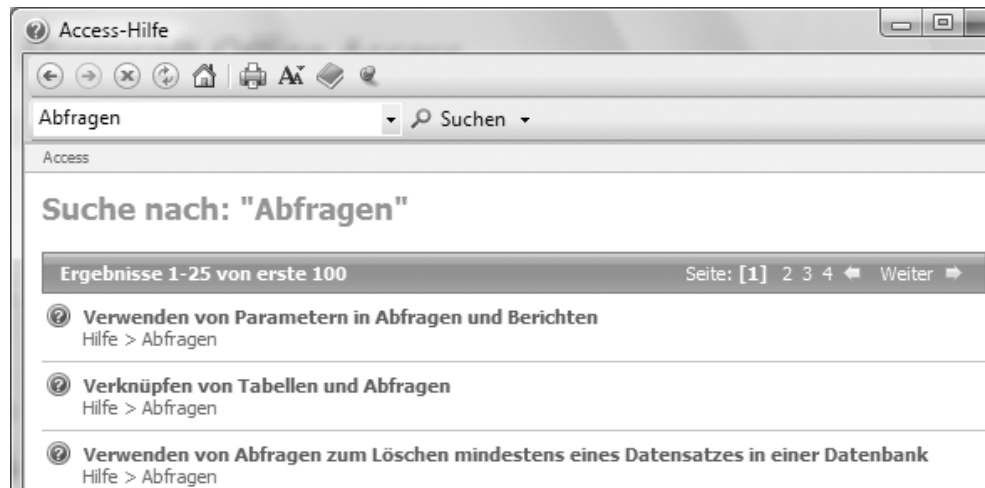 Access-Hilfe
Abfragen
Suchen
Access
Suche nach: "Abfragen"
Ergebnisse 1-25 von erste 100 Seite: [1] 2 3 4 Weiter
Verwenden von Parametern in Abfragen und Berichten
Hilfe > Abfragen
Verknüpfen von Tabellen und Abfragen
Hilfe > Abfragen
Verwenden von Abfragen zum Löschen mindestens eines Datensatzes in einer Datenbank
Hilfe > Abfragen